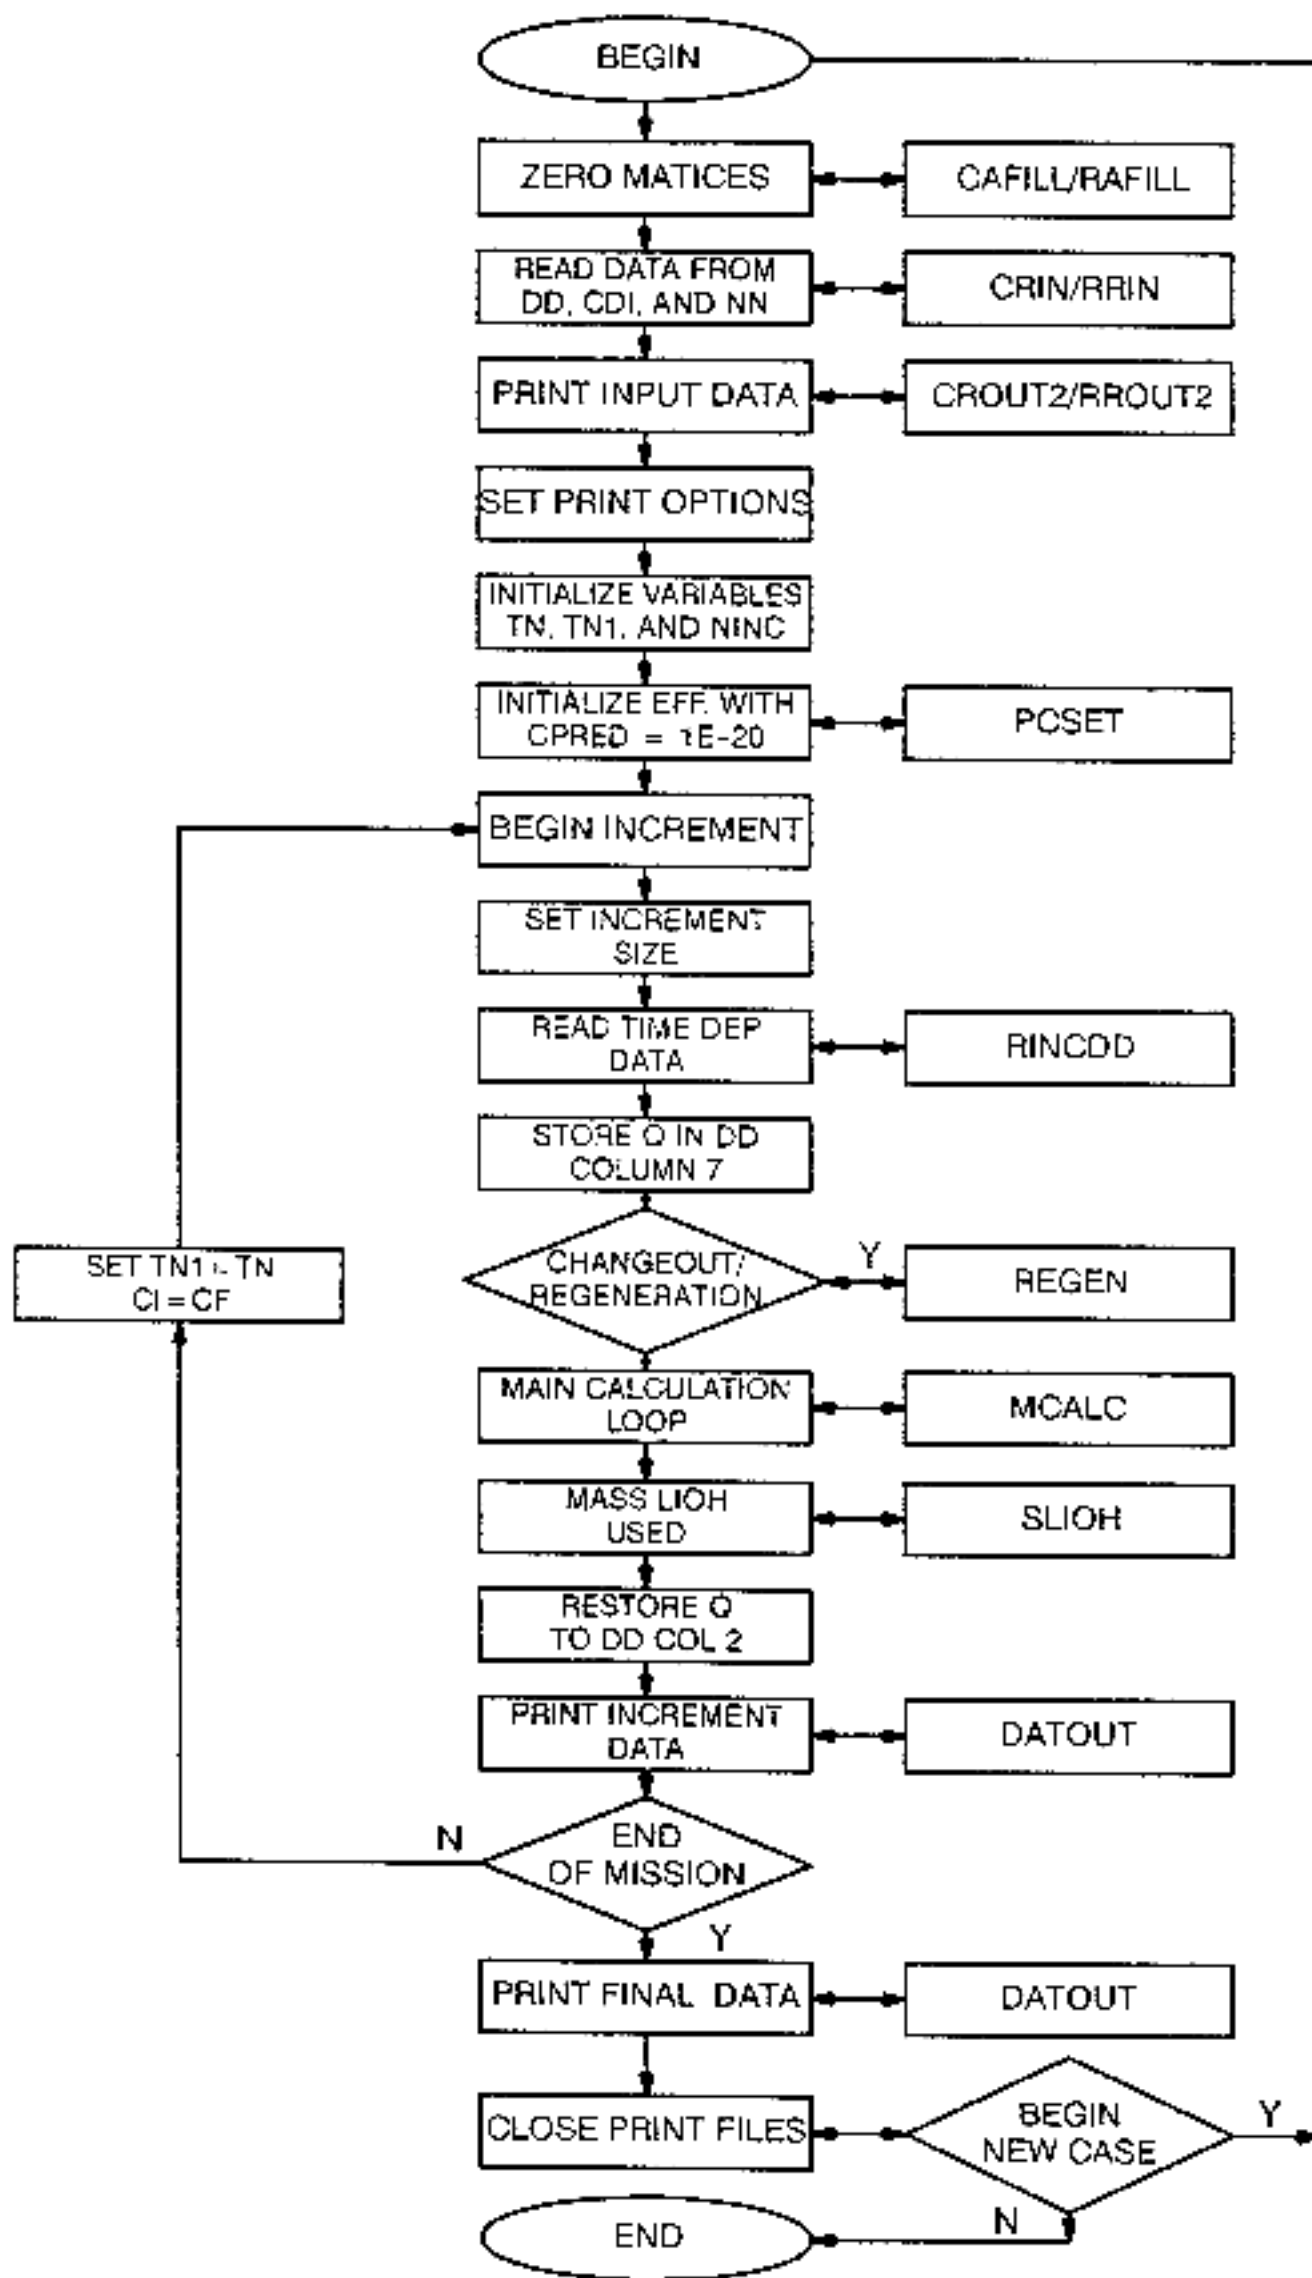 BEGIN
ZERO MATICES
CAFILL/RAFILL
READ DATA FROM
DD, CDI, AND NN
CRIN/RRIN
PRINT INPUT DATA
CROUT2/RROUT2
SET PRINT OPTIONS
INITIALIZE VARIABLES
TN, TN1, AND NINC
INITIALIZE EFF. WITH
CPRED = 1E-20
PCSET
BEGIN INCREMENT
SET INCREMENT
SIZE
READ TIME DEP
DATA
RINCDD
STORE Q IN DD
COLUMN 7
SET TN1 = TN
CI = CF
CHANGEOUT/
REGENERATION
Y
REGEN
MAIN CALCULATION
LOOP
MCALC
MASS LIOH
USED
SLIOH
RESTORE Q
TO DD COL 2
PRINT INCREMENT
DATA
DATOUT
N
END
OF MISSION
Y
PRINT FINAL DATA
DATOUT
CLOSE PRINT FILES
BEGIN
NEW CASE
Y
N
END